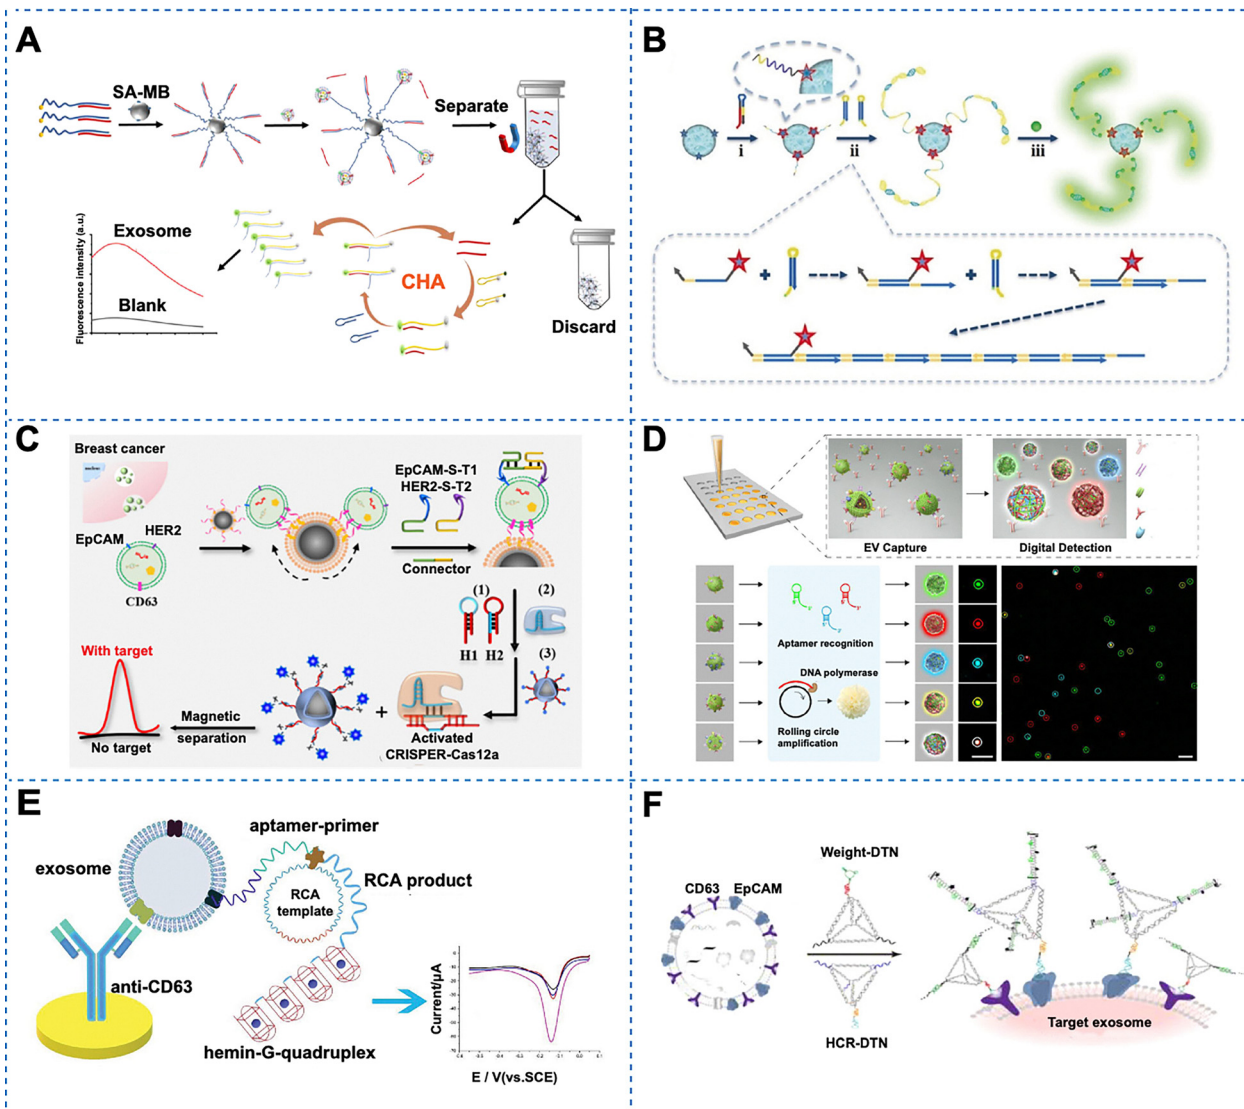 A
SA-MB
Separate
Exosome
Blank
Fluorescence intensity (a.u.)
CHA
Discard
B
i
ii
iii
+
+
C
Breast cancer
nucleus
HER2
EpCAM
CD63
EpCAM-S-T1
HER2-S-T2
Connector
(1)
(2)
H1 H2
(3)
With target
No target
Magnetic
separation
+
Activated
CRISPER-Cas12a
D
EV Capture
Digital Detection
Aptamer recognition
DNA polymerase
Rolling circle
amplification
E
aptamer-primer
exosome
RCA
template
RCA product
anti-CD63
hemin-G-quadruplex
Current/μA
E / V(vs.SCE)
F
Weight-DTN
CD63 EpCAM
HCR-DTN
Target exosome